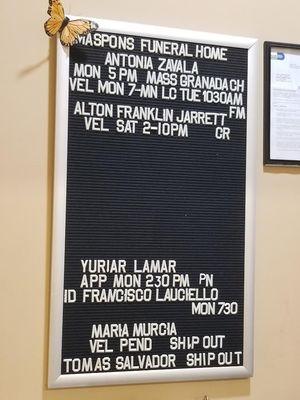 MASPONS FUNERAL HOME
ANTONIA ZAVALA
MON 5 PM MASS GRANADA CH
VEL MON 7-MN LC TUE 1030AM
FM
ALTON FRANKLIN JARRETT
VEL SAT 2-10PM CR
YURIAR LAMAR
APP MON 230 PM PN
ID FRANCISCO LAUCIELLO
MON 730
MARIA MURCIA
VEL PEND SHIP OUT
TOMAS SALVADOR SHIP OUT